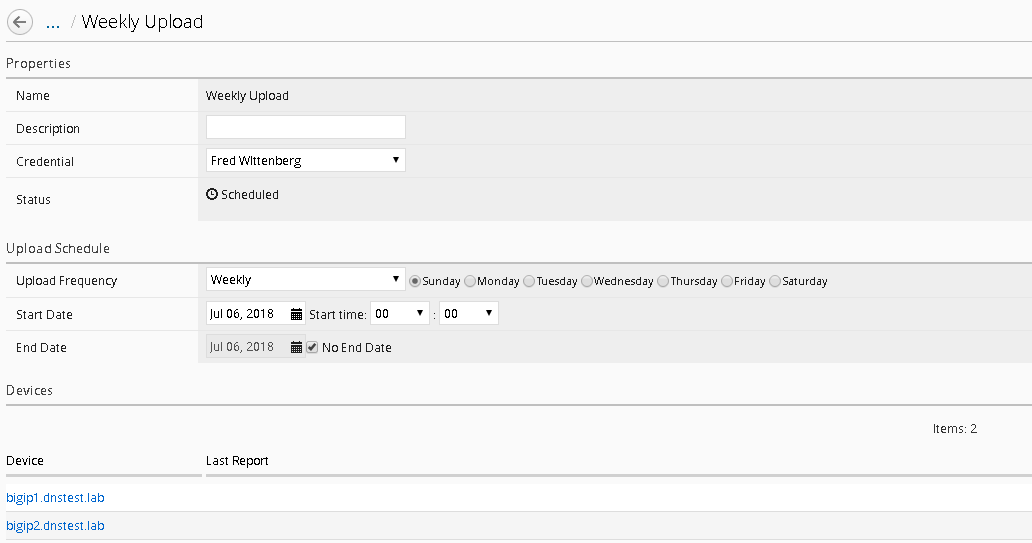 ... / Weekly Upload
Properties
Name Weekly Upload
Description
Credential Fred Wittenberg
Status Scheduled
Upload Schedule
Upload Frequency Weekly Sunday Monday Tuesday Wednesday Thursday Friday Saturday
Start Date Jul 06, 2018 Start time: 00 : 00
End Date Jul 06, 2018 No End Date
Devices
Items: 2
Device Last Report
bigip1.dnstest.lab
bigip2.dnstest.lab